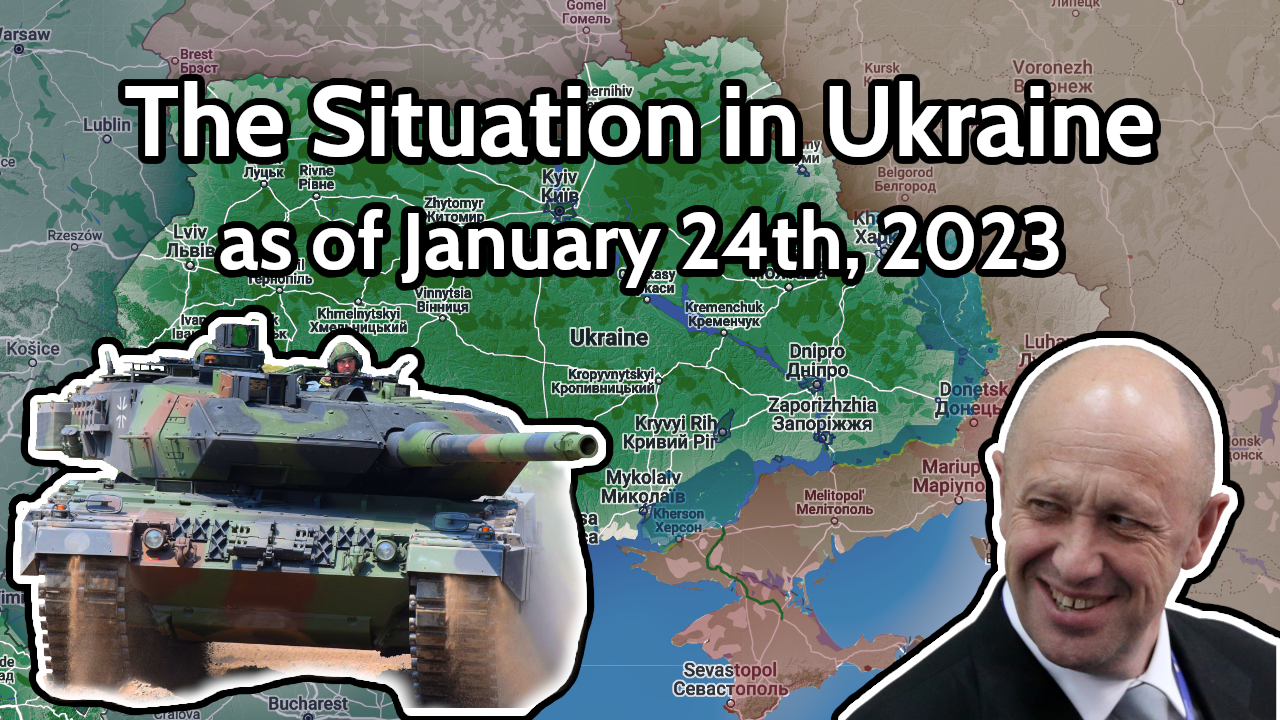 The Situation in Ukraine
as of January 24th, 2023
Gomel
Гомель
Липецк
Brest
Брэст
Kursk
Voronezh
Lublin
Rivne
Рівне
Луцьк
Kyiv
Київ
Zhytomyr
Житомир
Belgorod
Белгород
Rzeszów
Lviv
Львів
Vinnytsia
Вінниця
Khmelnytskyi
Хмельницький
Kremenchuk
Кременчук
Ukraine
Košice
Dnipro
Дніпро
Kropyvnytskyi
Кропивницький
Donetsk
Zaporizhzhia
Запоріжжя
Kryvyi Rih
Кривий Ріг
Mykolaiv
Миколаїв
Melitopol'
Мелітополь
Kherson
Херсон
Sevastopol
Севастополь
Bucharest
Craiova